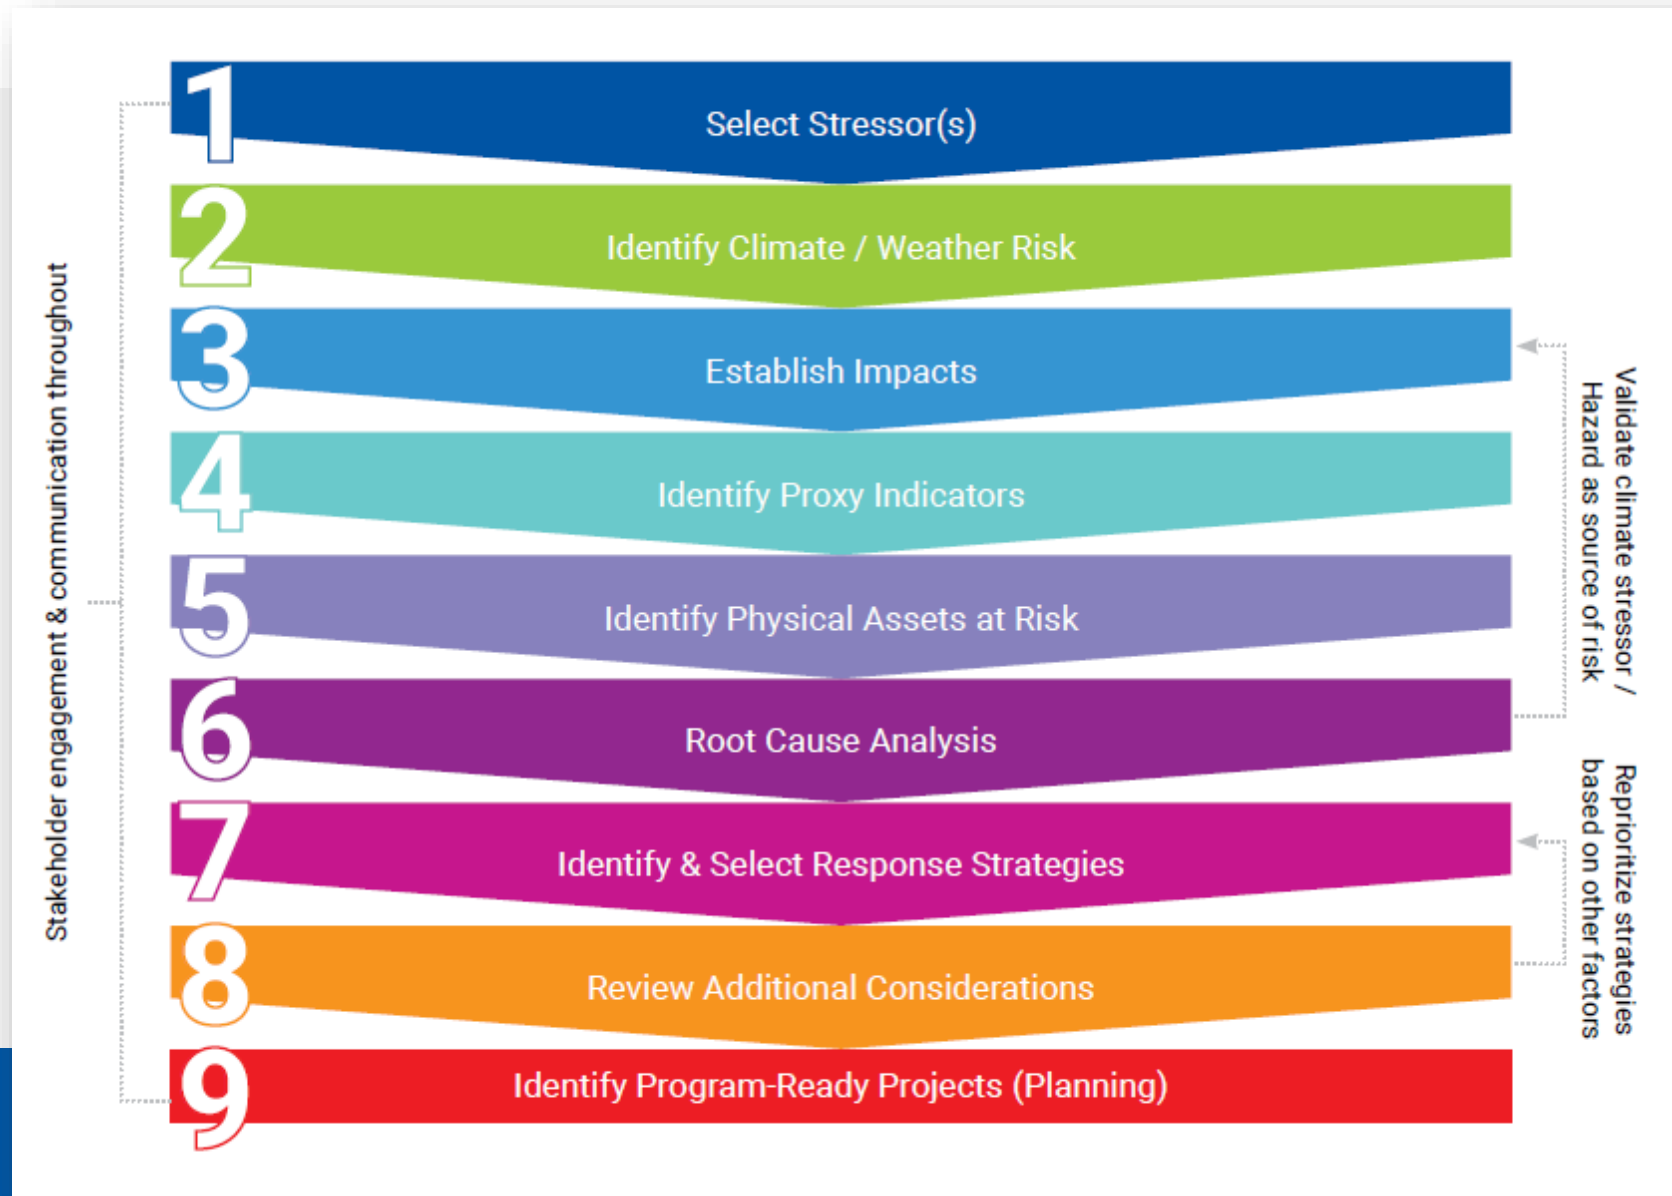 1
Select Stressor(s)
2
Identify Climate / Weather Risk
3
Establish Impacts
4
Identify Proxy Indicators
5
Identify Physical Assets at Risk
6
Root Cause Analysis
7
Identify & Select Response Strategies
8
Review Additional Considerations
9
Identify Program-Ready Projects (Planning)
Stakeholder engagement & communication throughout
Validate climate stressor /
Hazard as source of risk
Reprioritize strategies
based on other factors